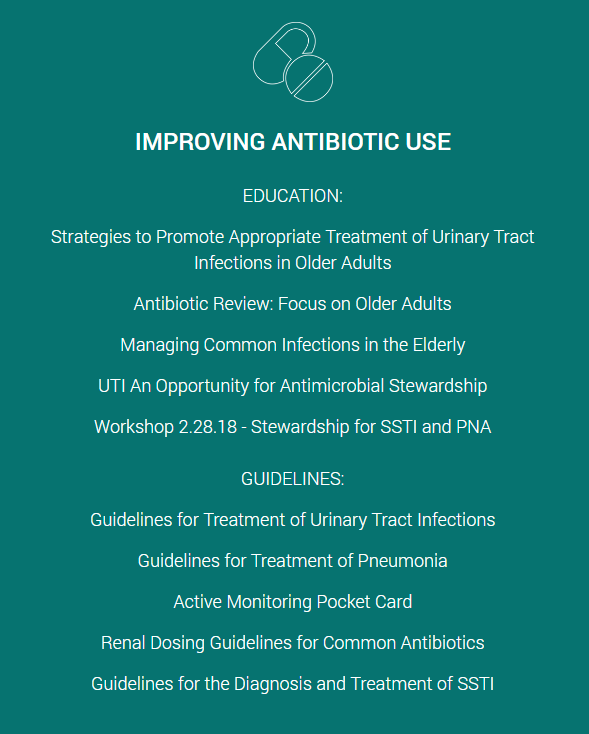 IMPROVING ANTIBIOTIC USE
EDUCATION:
Strategies to Promote Appropriate Treatment of Urinary Tract
Infections in Older Adults
Antibiotic Review: Focus on Older Adults
Managing Common Infections in the Elderly
UTI An Opportunity for Antimicrobial Stewardship
Workshop 2.28.18 - Stewardship for SSTI and PNA
GUIDELINES:
Guidelines for Treatment of Urinary Tract Infections
Guidelines for Treatment of Pneumonia
Active Monitoring Pocket Card
Renal Dosing Guidelines for Common Antibiotics
Guidelines for the Diagnosis and Treatment of SSTI